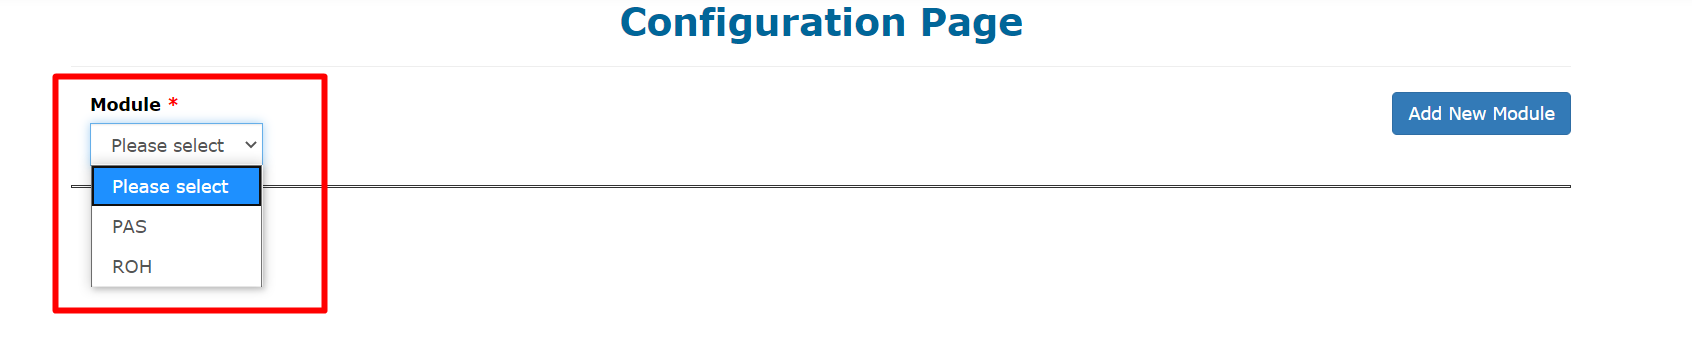 Configuration Page
Module *
Add New Module
Please select
Please select
PAS
ROH